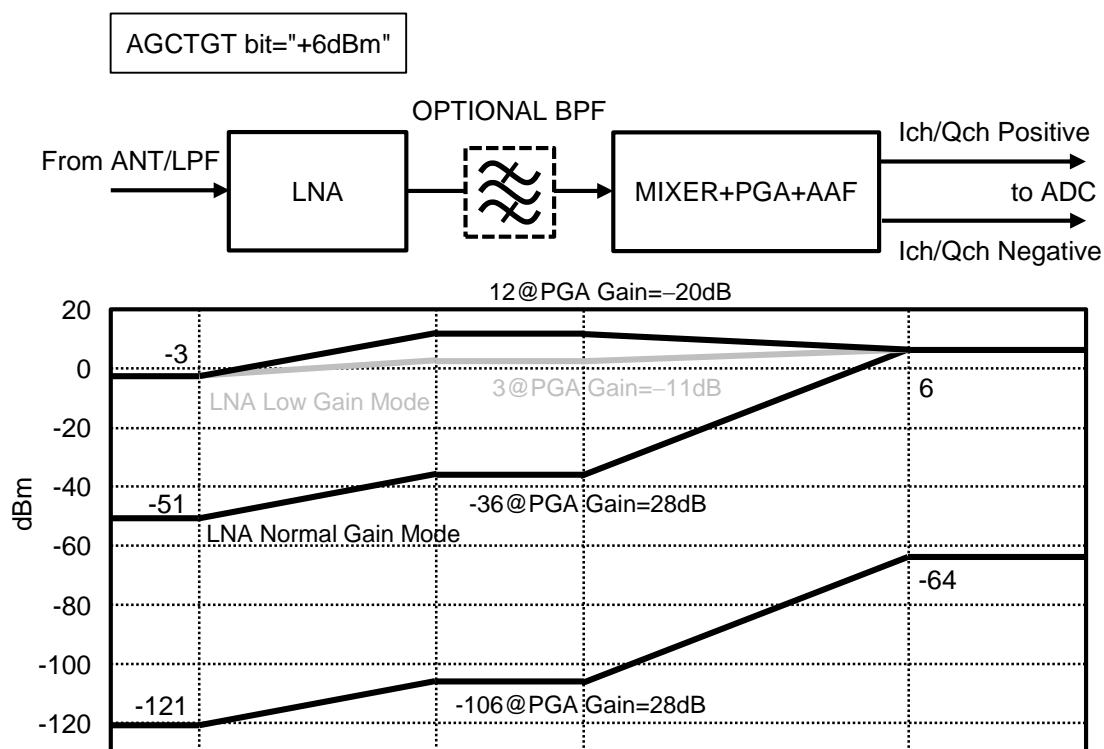 AGCTGT bit="+6dBm"
OPTIONAL BPF
From ANT/LPF
LNA
MIXER+PGA+AAF
Ich/Qch Positive
to ADC
Ich/Qch Negative
12@PGA Gain=−20dB
20
-3
0
LNA Low Gain Mode
3@PGA Gain=−11dB
6
-20
-40
dBm
-51
-36@PGA Gain=28dB
LNA Normal Gain Mode
-60
-64
-80
-100
-121
-106@PGA Gain=28dB
-120